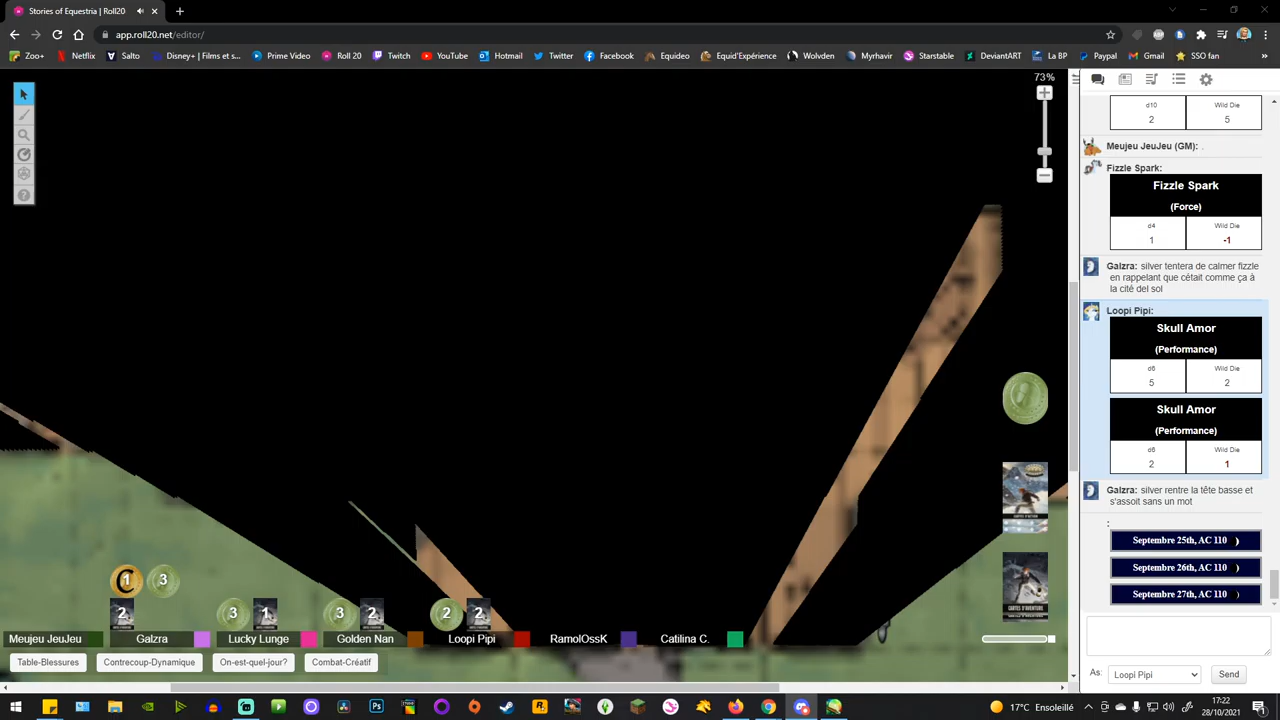 Stories of Equestria | Roll20
app.roll20.net/editor/
Zoo+ Netflix Salto Disney+ | Films et s... Prime Video Roll 20 Twitch YouTube Hotmail Twitter Facebook Equideo Equid'Expérience Wolvden Myrhavir Starstable DeviantART La BP Paypal Gmail SSO fan »
73%
d10 Wild Die
2 5
Meujeu JeuJeu (GM): .
Fizzle Spark:
Fizzle Spark
(Force)
d4 Wild Die
1 -1
Galzra: silver tentera de calmer fizzle
en rappelant que cétait comme ça à
la cité del sol
Loopi Pipi:
Skull Amor
(Performance)
d6 Wild Die
5 2
Skull Amor
(Performance)
d6 Wild Die
2 1
Galzra: silver rentre la tête basse et
s'assoit sans un mot
:
Septembre 25th, AC 110
Septembre 26th, AC 110
Septembre 27th, AC 110
1 3
2 3 1 3 2 2 2
CARTES D'AVENTURE
Meujeu JeuJeu Galzra Lucky Lunge Golden Nan Loopi Pipi RamolOssK Catilina C.
Table-Blessures Contrecoup-Dynamique On-est-quel-jour? Combat-Créatif
As: Loopi Pipi Send
17°C Ensoleillé
17:22
28/10/2021